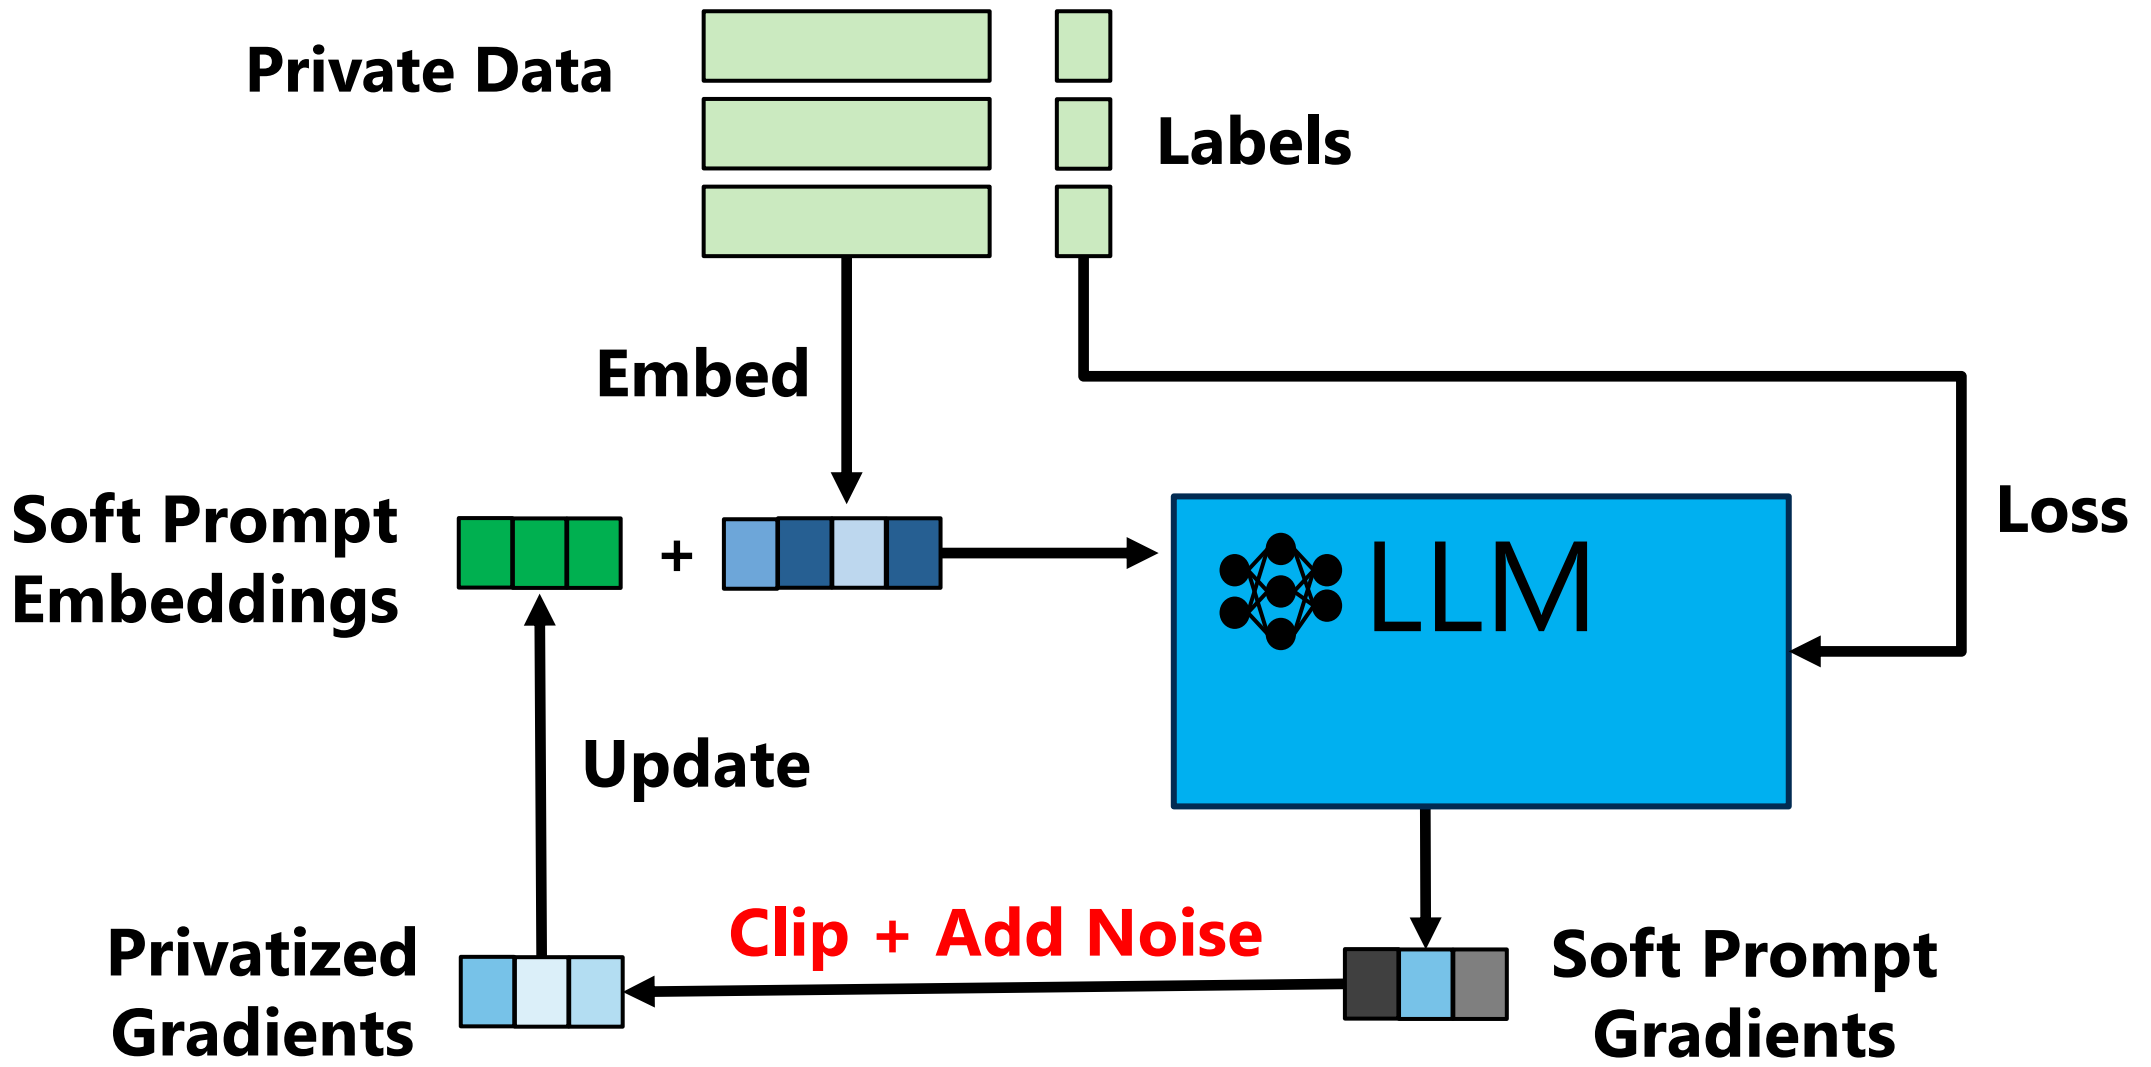 Private Data
Labels
Embed
Soft Prompt
Embeddings
+
LLM
Loss
Update
Clip + Add Noise
Privatized
Gradients
Soft Prompt
Gradients